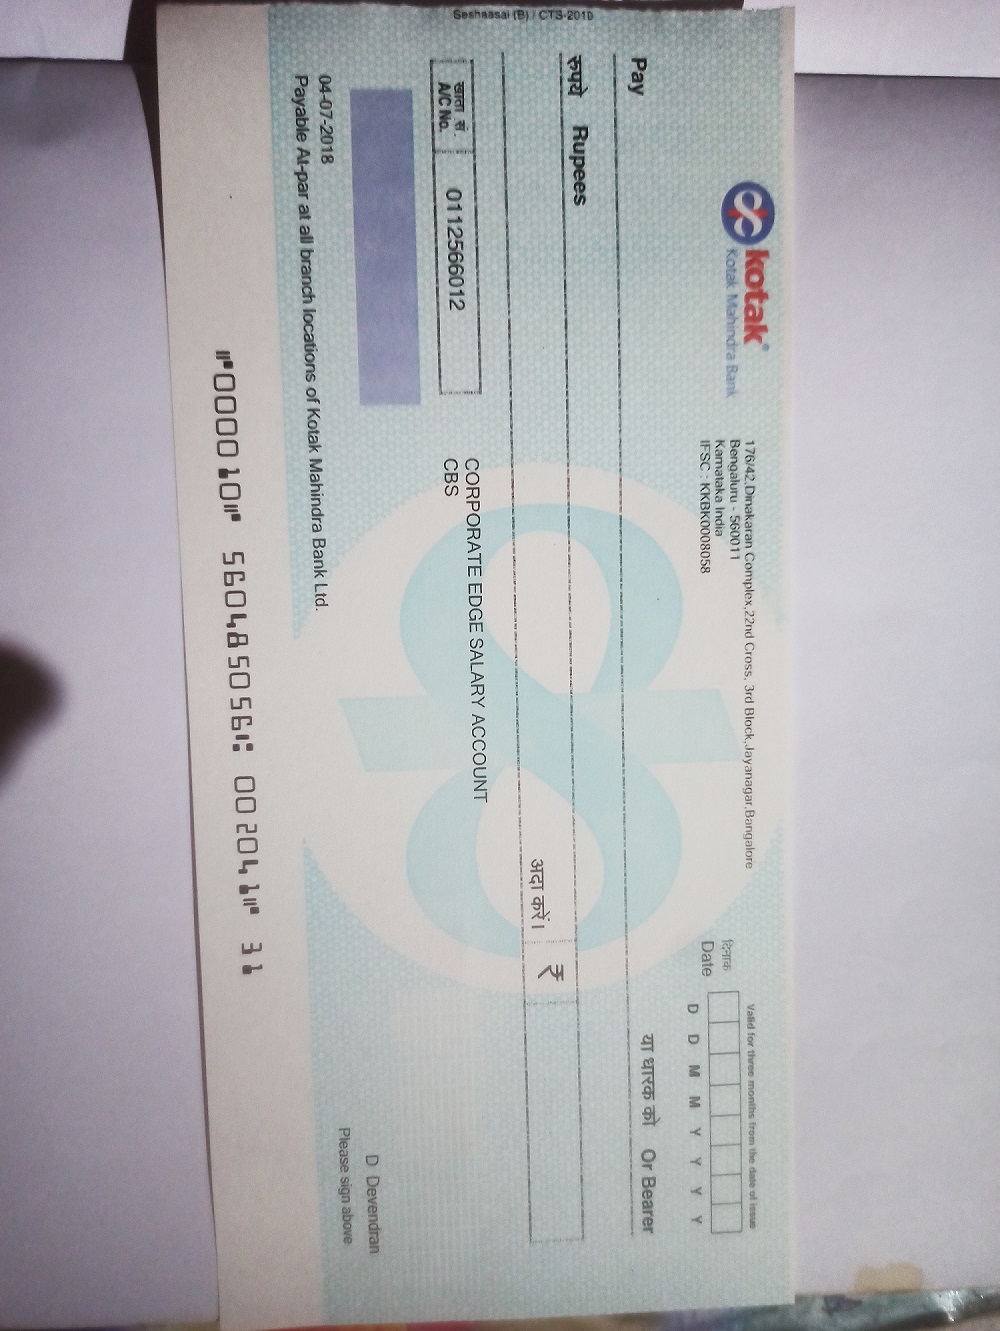 Seshaasai (B) / CTS-2010
kotak®
Kotak Mahindra Bank
176/42,Dinakaran Complex,22nd Cross, 3rd Block,Jayanagar,Bangalore
Bengaluru - 560011
Karnataka India
IFSC : KKBK0008058
Valid for three months from the date of issue
दिनांक
Date
D D M M Y Y Y Y
Pay
या धारक को Or Bearer
रुपये Rupees
अदा करें।
₹
खाता सं.
A/C No.
0112566012
CORPORATE EDGE SALARY ACCOUNT
CBS
04-07-2018
Payable At-par at all branch locations of Kotak Mahindra Bank Ltd.
D Devendran
Please sign above
⑈000010⑈ 560485056⑆ 002041⑈ 31